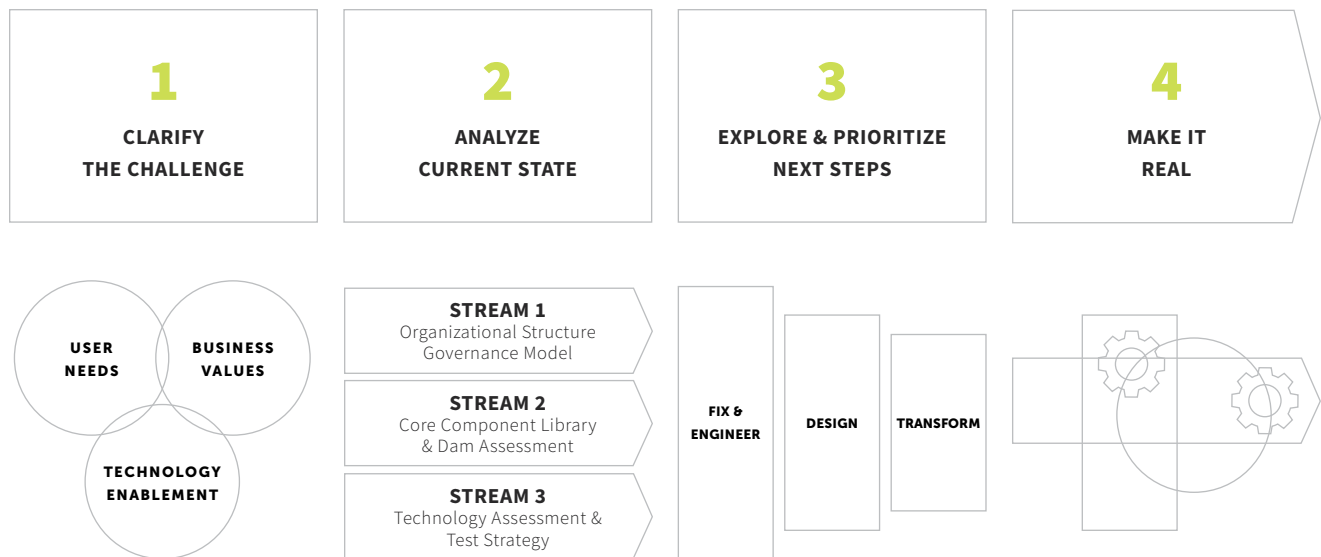 1
CLARIFY
THE CHALLENGE
2
ANALYZE
CURRENT STATE
3
EXPLORE & PRIORITIZE
NEXT STEPS
4
MAKE IT
REAL
USER
NEEDS
BUSINESS
VALUES
TECHNOLOGY
ENABLEMENT
STREAM 1
Organizational Structure
Governance Model
STREAM 2
Core Component Library
& Dam Assessment
STREAM 3
Technology Assessment &
Test Strategy
FIX &
ENGINEER
DESIGN
TRANSFORM